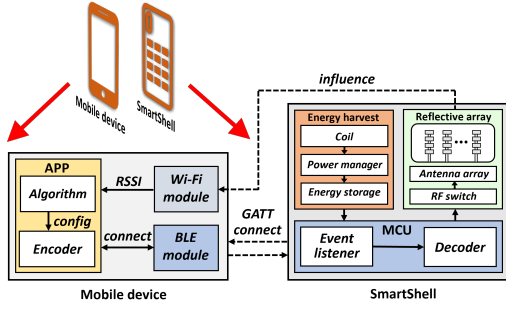 Mobile device
SmartShell
influence
Energy harvest
Coil
Power manager
Energy storage
Reflective array
Antenna array
RF switch
APP
Algorithm
config
Encoder
RSSI
Wi-Fi
module
connect
BLE
module
GATT
connect
MCU
Event
listener
Decoder
Mobile device
SmartShell